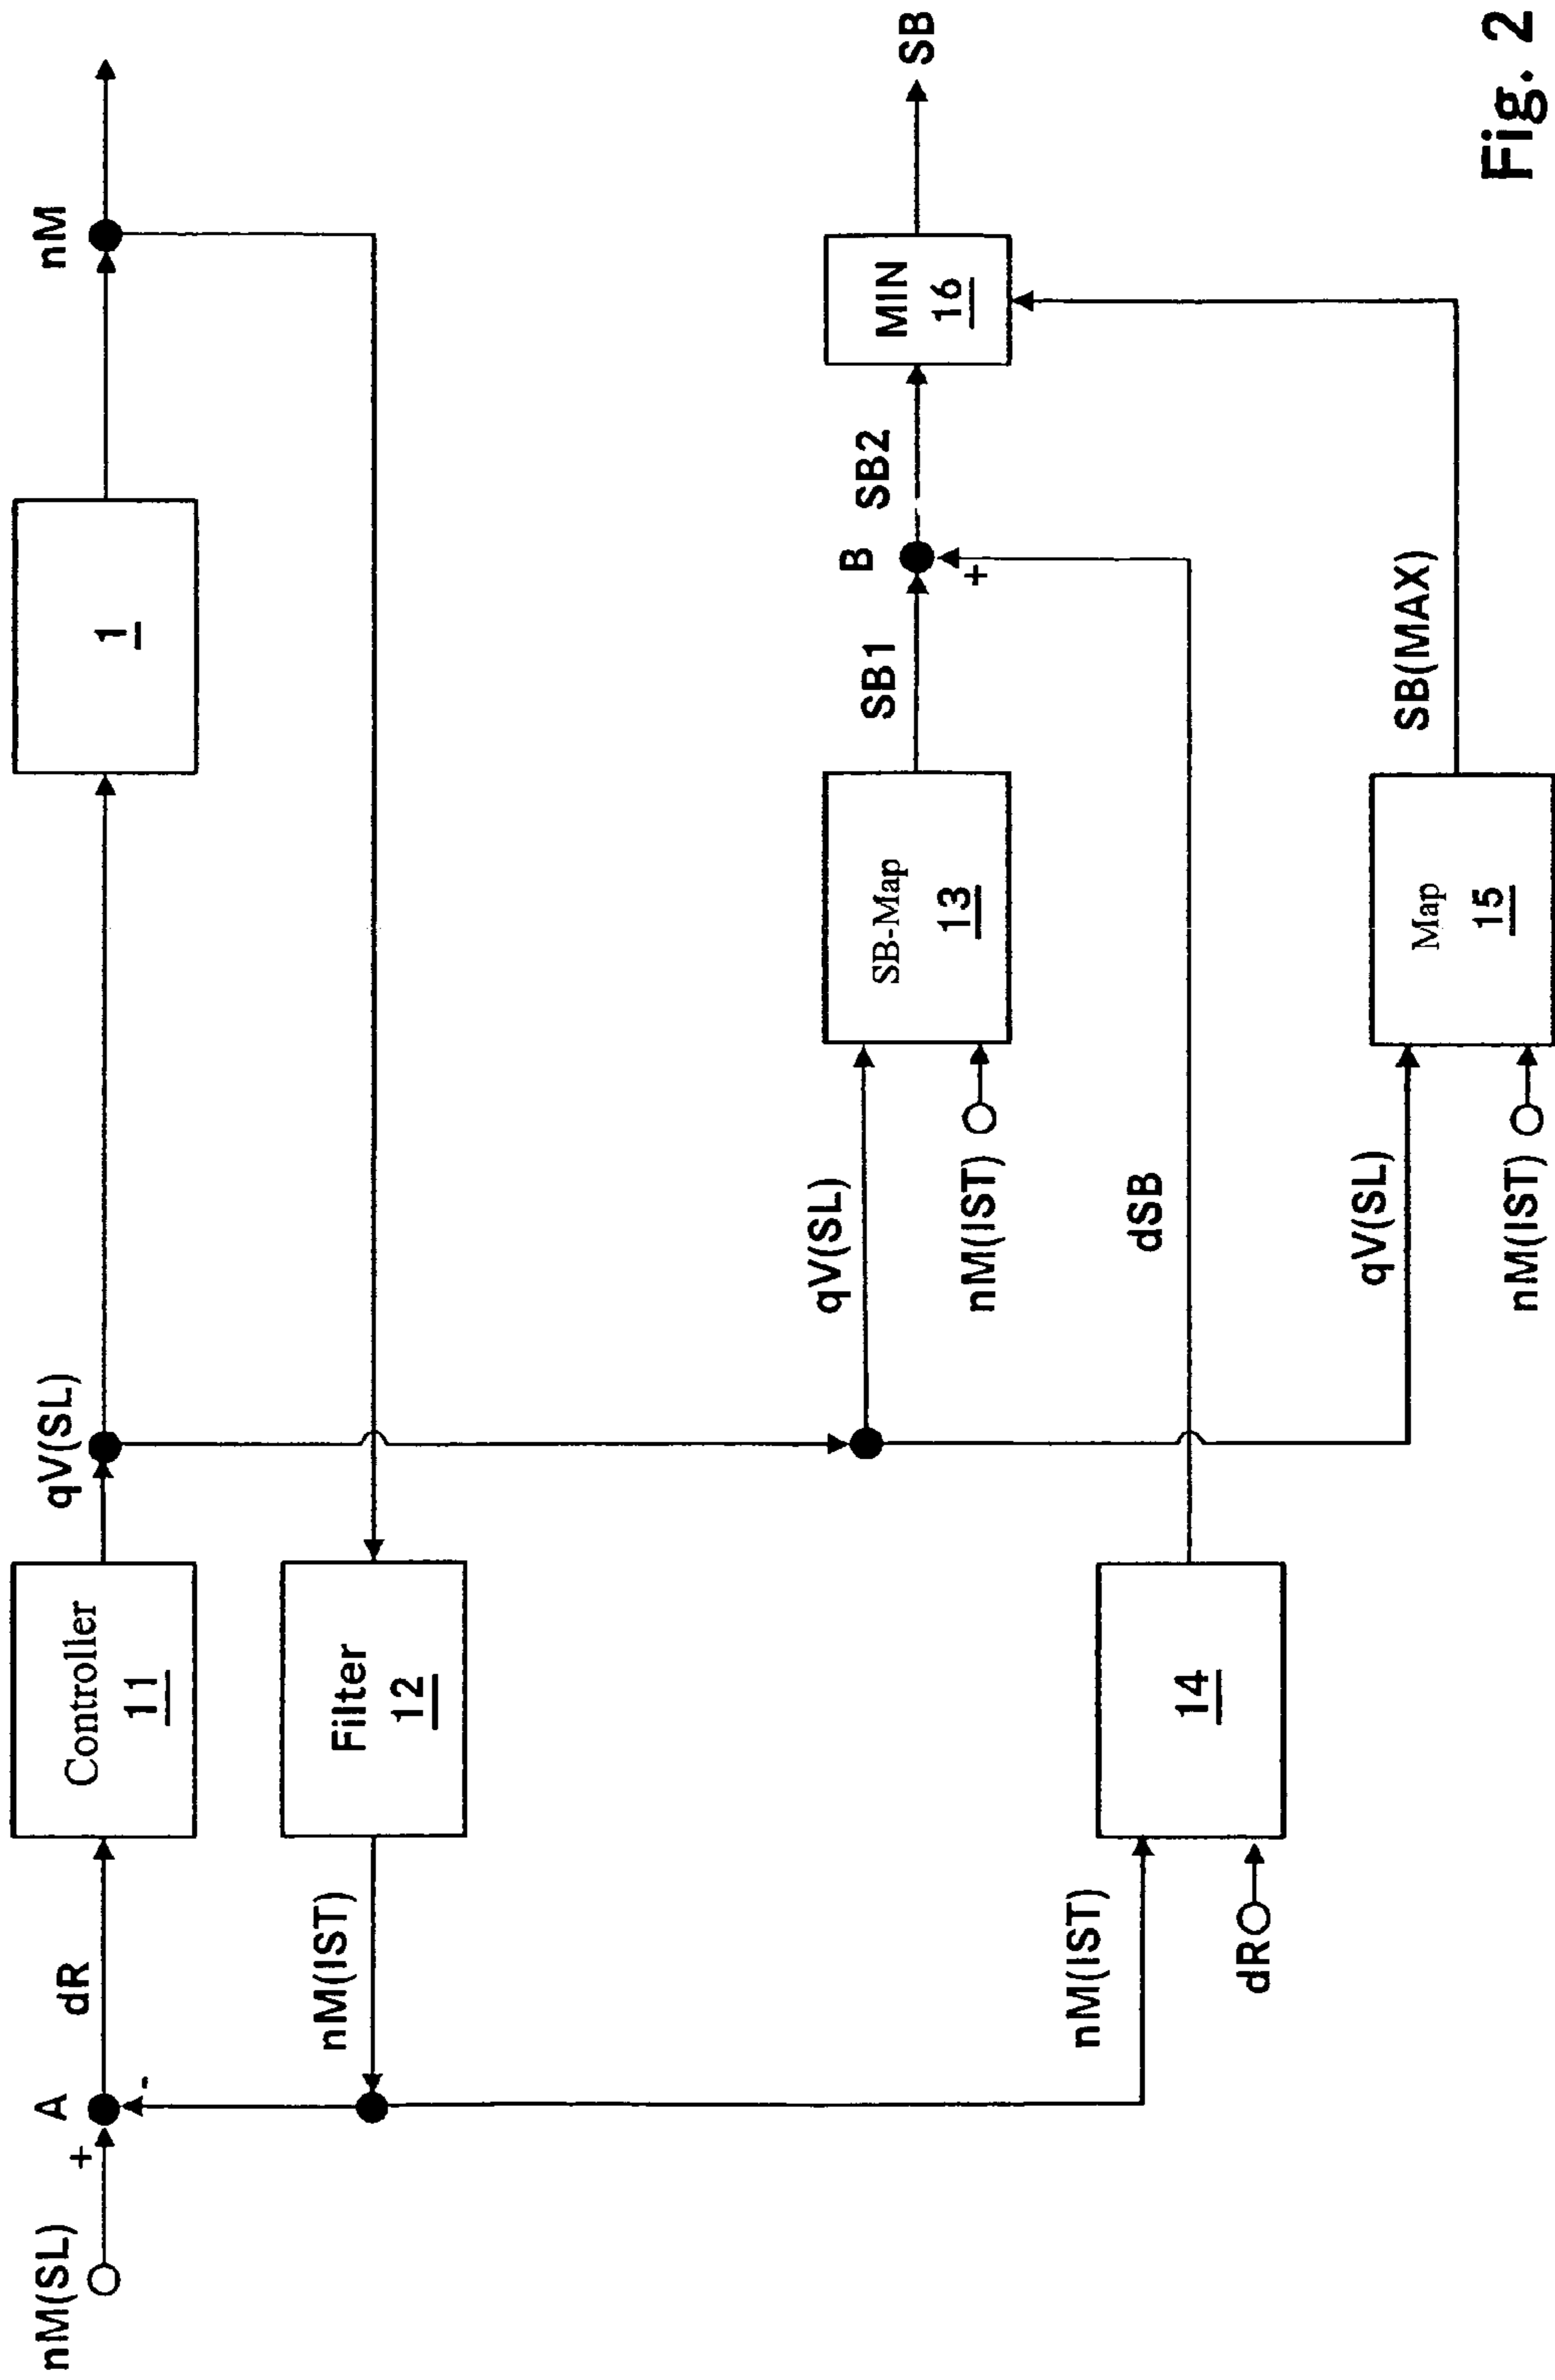 nM(SL)
+
A
-
dR
Controller
11
qV(SL)
1
nM
nM(IST)
Filter
12
qV(SL)
nM(IST)
SB-Map
13
SB1
B
+
SB2
MIN
16
SB
nM(IST)
dR
14
dSB
qV(SL)
nM(IST)
Map
15
SB(MAX)
Fig. 2